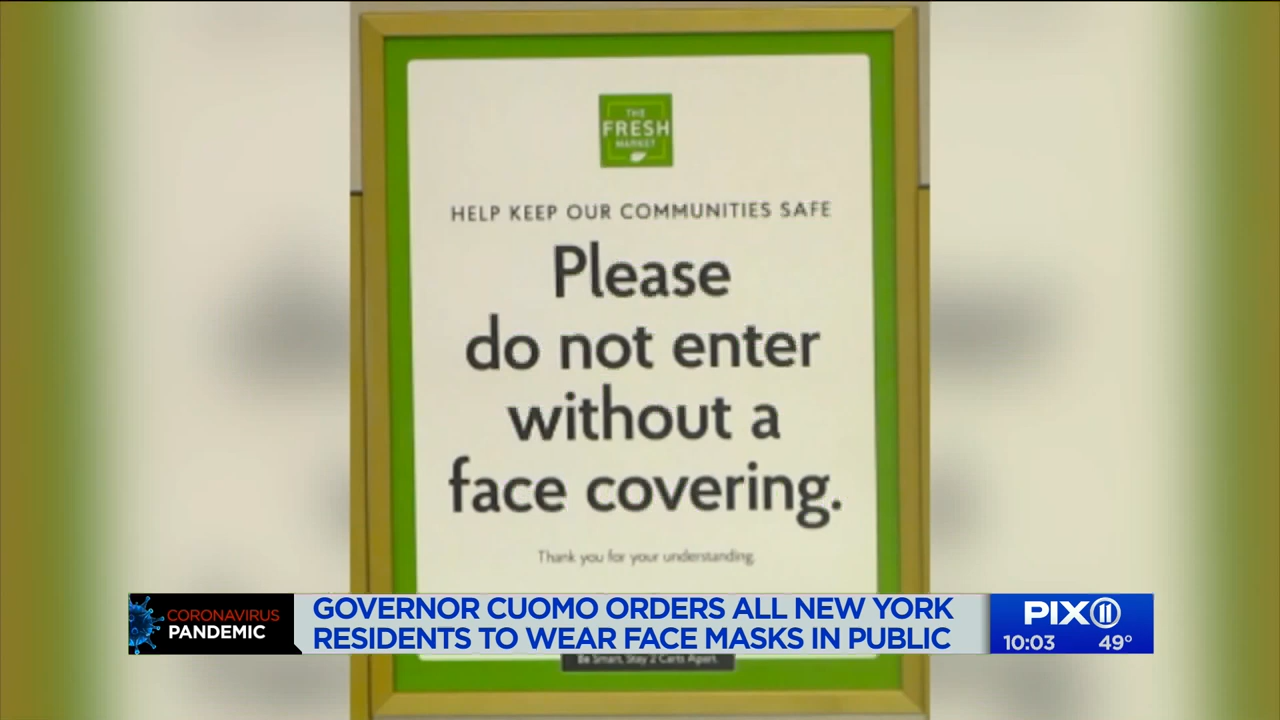 THE
FRESH
MARKET
HELP KEEP OUR COMMUNITIES SAFE
Please
do not enter
without a
face covering.
Thank you for your understanding.
CORONAVIRUS
PANDEMIC
GOVERNOR CUOMO ORDERS ALL NEW YORK
RESIDENTS TO WEAR FACE MASKS IN PUBLIC
PIX 11
10:03 49°
Be Smart, Stay 2 Carts Apart.